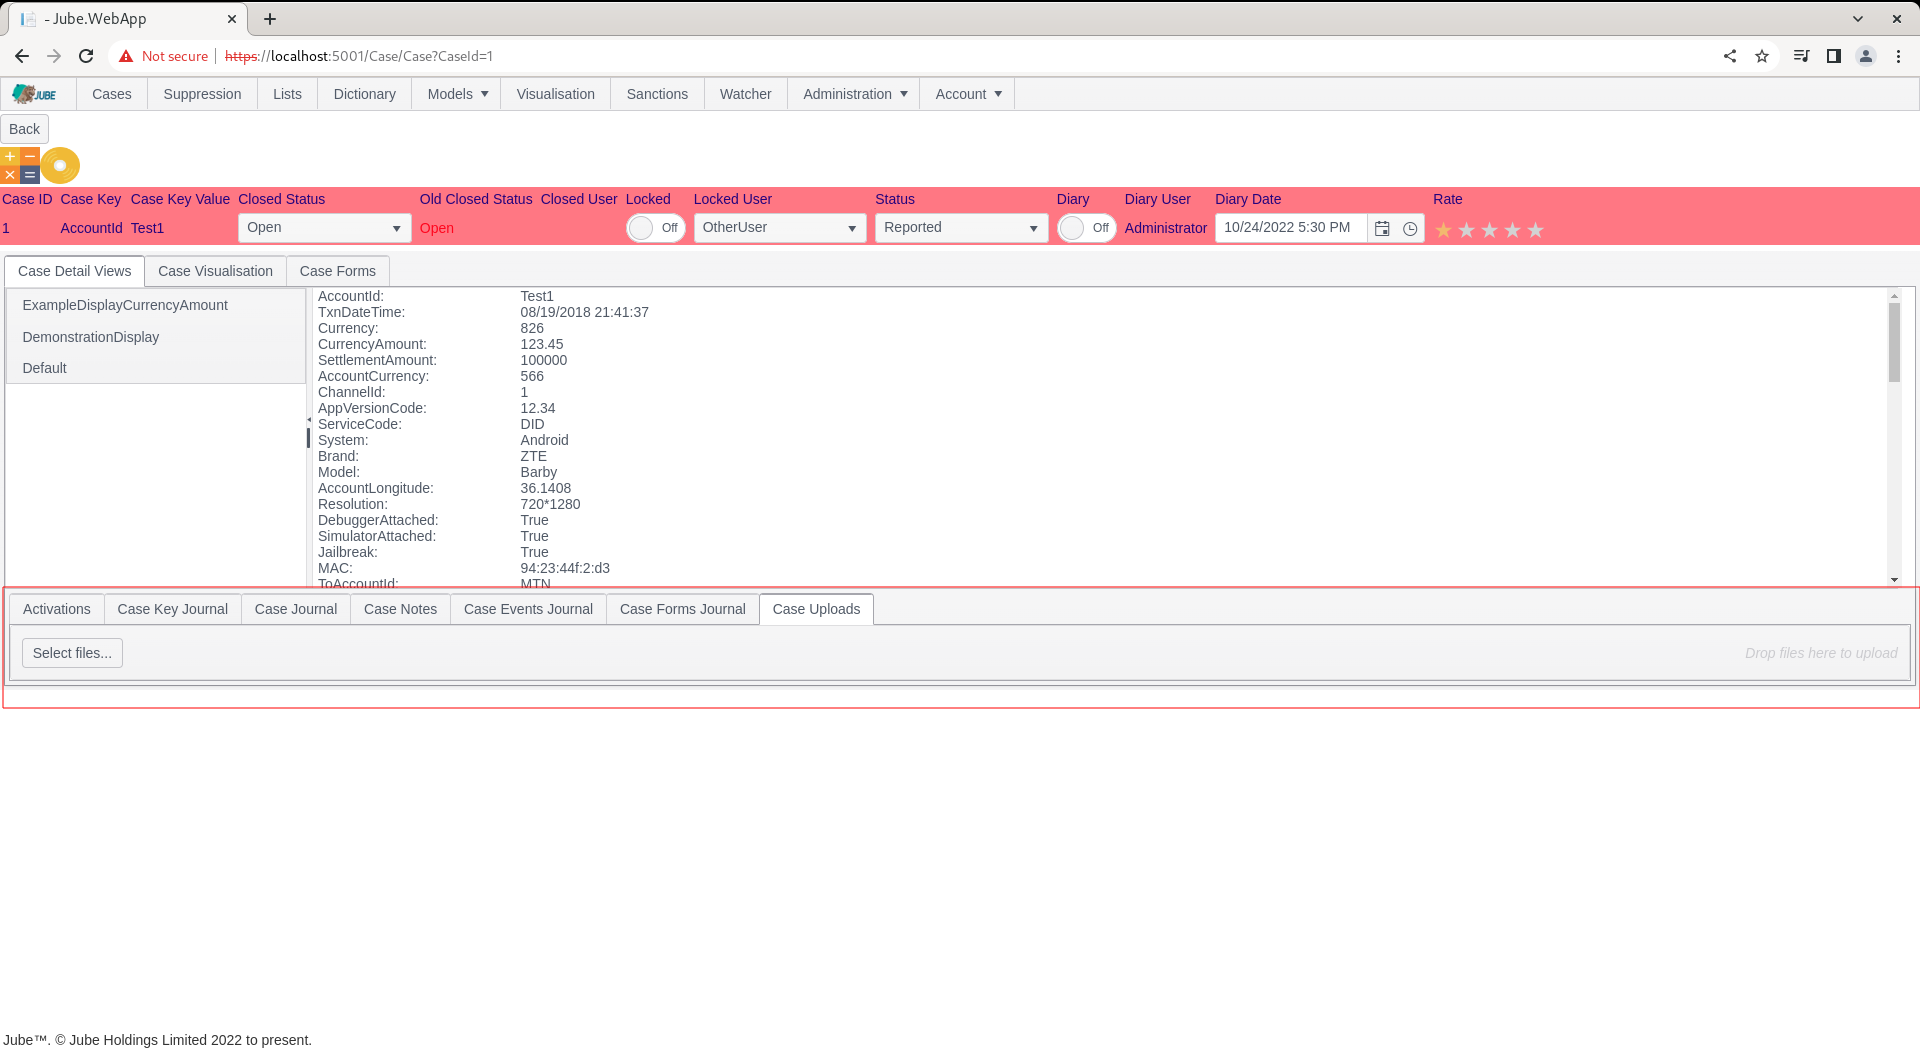 - Jube.WebApp
Not secure https://localhost:5001/Case/Case?CaseId=1
JUBE Cases Suppression Lists Dictionary Models Visualisation Sanctions Watcher Administration Account
Back
Case ID Case Key Case Key Value Closed Status Old Closed Status Closed User Locked Locked User Status Diary Diary User Diary Date Rate
1 AccountId Test1 Open Open Off OtherUser Reported Off Administrator 10/24/2022 5:30 PM
Case Detail Views Case Visualisation Case Forms
ExampleDisplayCurrencyAmount
DemonstrationDisplay
Default
AccountId: Test1
TxnDateTime: 08/19/2018 21:41:37
Currency: 826
CurrencyAmount: 123.45
SettlementAmount: 100000
AccountCurrency: 566
ChannelId: 1
AppVersionCode: 12.34
ServiceCode: DID
System: Android
Brand: ZTE
Model: Barby
AccountLongitude: 36.1408
Resolution: 720*1280
DebuggerAttached: True
SimulatorAttached: True
Jailbreak: True
MAC: 94:23:44f:2:d3
ToAccountId: MTN
Activations Case Key Journal Case Journal Case Notes Case Events Journal Case Forms Journal Case Uploads
Select files... Drop files here to upload
Jube™. © Jube Holdings Limited 2022 to present.